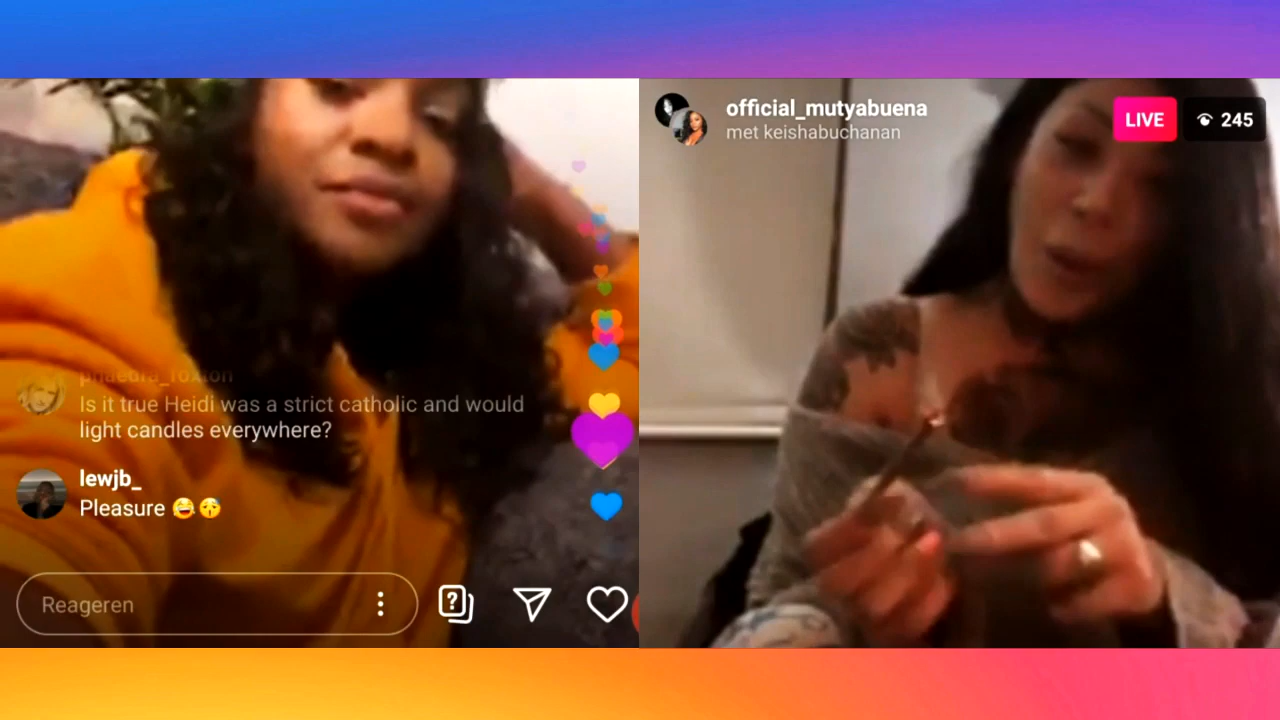 phaedra_foxton
Is it true Heidi was a strict catholic and would
light candles everywhere?
lewjb_
Pleasure 😂🥳
Reageren
official_mutyabuena
met keishabuchanan
LIVE
245